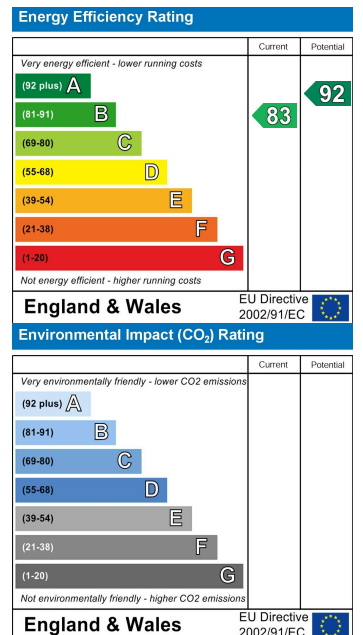 Energy Efficiency Rating
Current Potential
Very energy efficient - lower running costs
(92 plus) A
(81-91) B
(69-80) C
(55-68) D
(39-54) E
(21-38) F
(1-20) G
83
92
Not energy efficient - higher running costs
England & Wales
EU Directive
2002/91/EC
Environmental Impact (CO₂) Rating
Current Potential
Very environmentally friendly - lower CO2 emissions
(92 plus) A
(81-91) B
(69-80) C
(55-68) D
(39-54) E
(21-38) F
(1-20) G
Not environmentally friendly - higher CO2 emissions
England & Wales
EU Directive
2002/91/EC